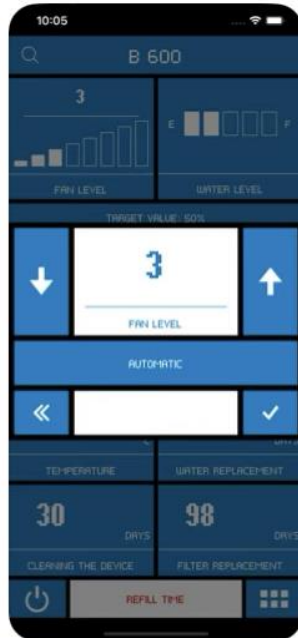 10:05
B 600
3
E F
FAN LEVEL WATER LEVEL
TARGET VALUE: 50%
3
FAN LEVEL
AUTOMATIC
TEMPERATURE WATER REPLACEMENT
30 DAYS 98 DAYS
CLEANING THE DEVICE FILTER REPLACEMENT
REFILL TIME